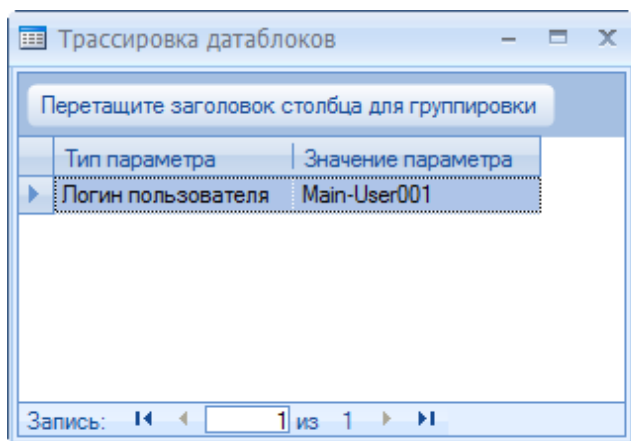 Трассировка датаблоков
Перетащите заголовок столбца для группировки
Тип параметра Значение параметра
Логин пользователя Main-User001
Запись: 1 из 1